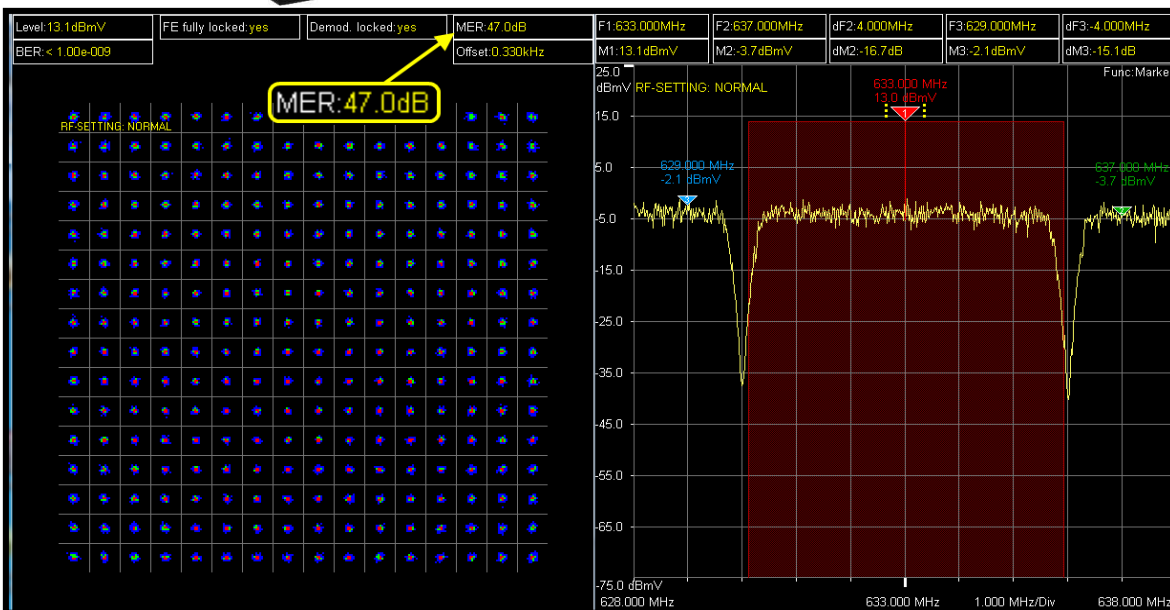 Level:13.1dBmV
FE fully locked:yes
Demod. locked:yes
MER:47.0dB
BER:< 1.00e-009
Offset:0.330kHz
MER:47.0dB
RF-SETTING: NORMAL
F1:633.000MHz
F2:637.000MHz
dF2:4.000MHz
F3:629.000MHz
dF3:-4.000MHz
M1:13.1dBmV
M2:-3.7dBmV
dM2:-16.7dB
M3:-2.1dBmV
dM3:-15.1dB
25.0
dBmV
RF-SETTING: NORMAL
Func:Marke
633.000 MHz
13.0 dBmV
1
15.0
5.0
629.000 MHz
-2.1 dBmV
637.000 MHz
-3.7 dBmV
-5.0
-15.0
-25.0
-35.0
-45.0
-55.0
-65.0
-75.0 dBmV
628.000 MHz
633.000 MHz
1.000 MHz/Div
638.000 MHz